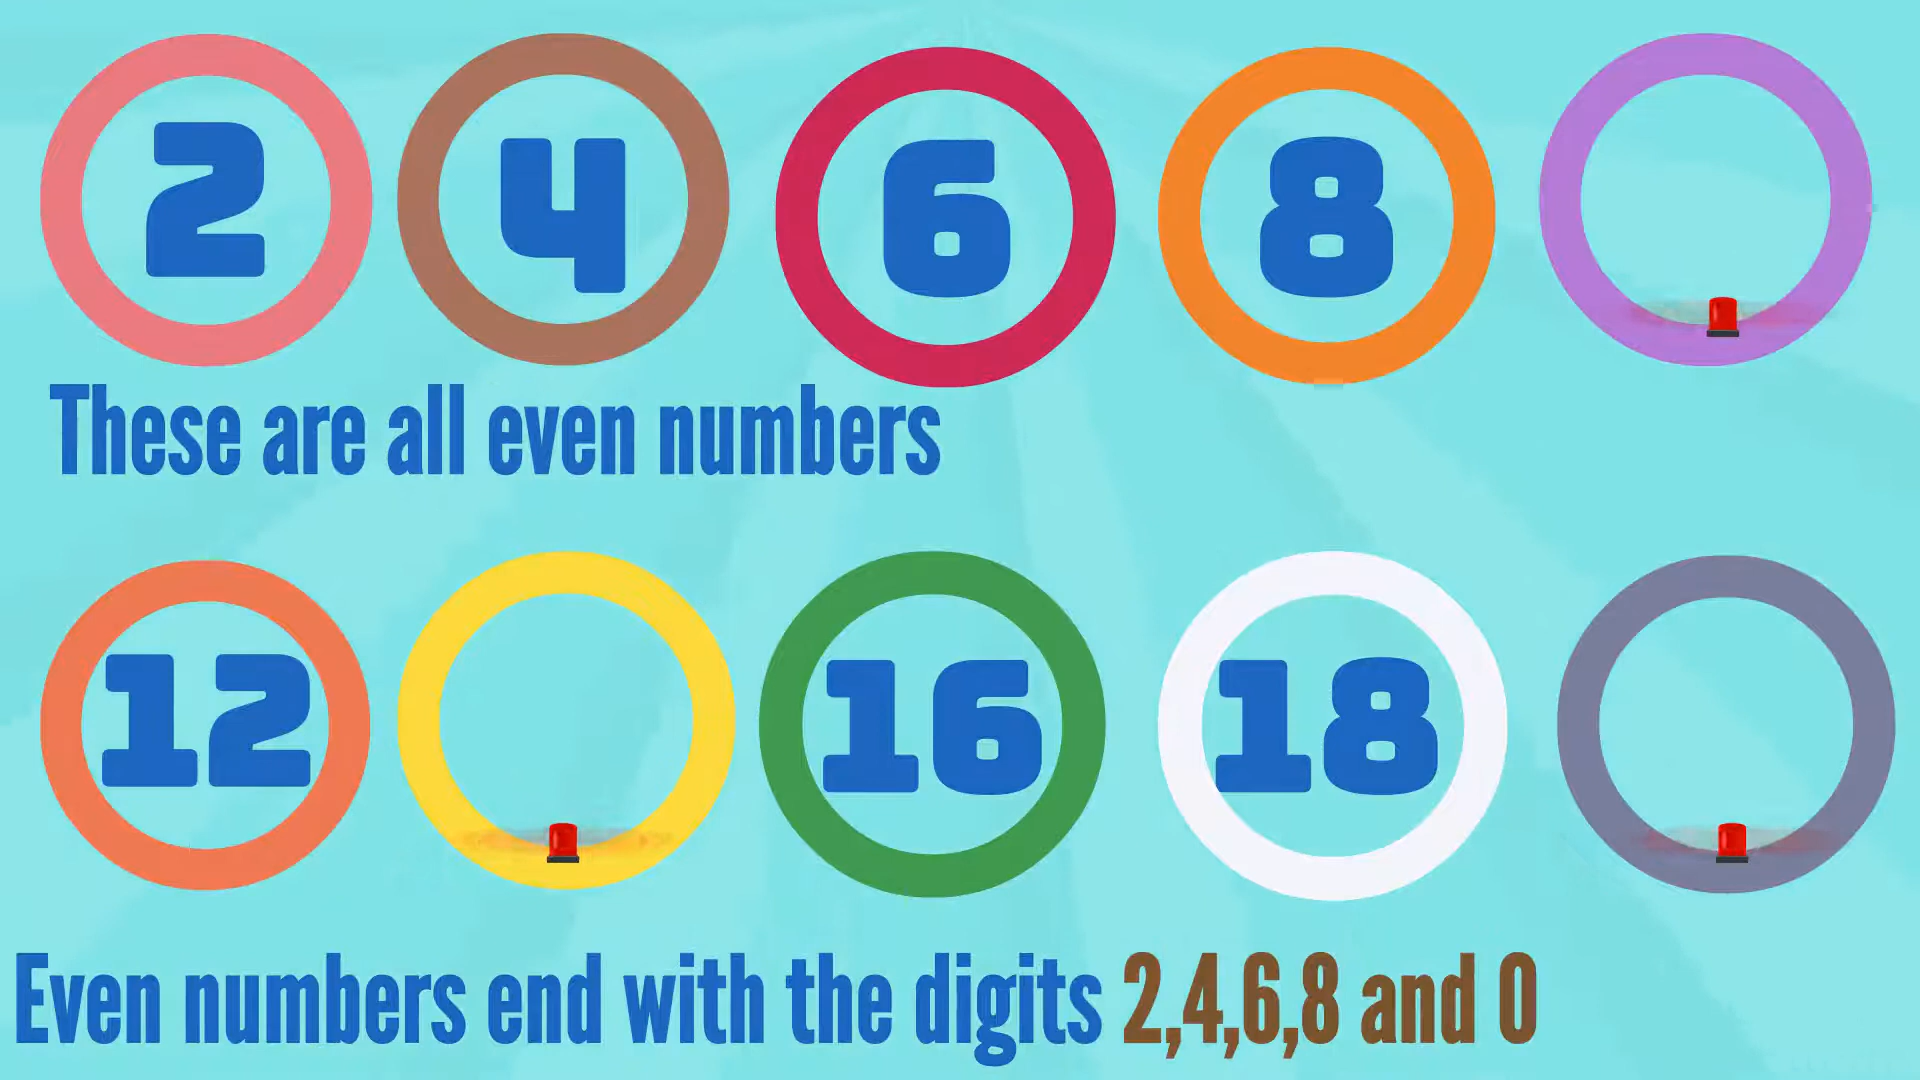 2 4 6 8
These are all even numbers
12 16 18
Even numbers end with the digits 2,4,6,8 and 0